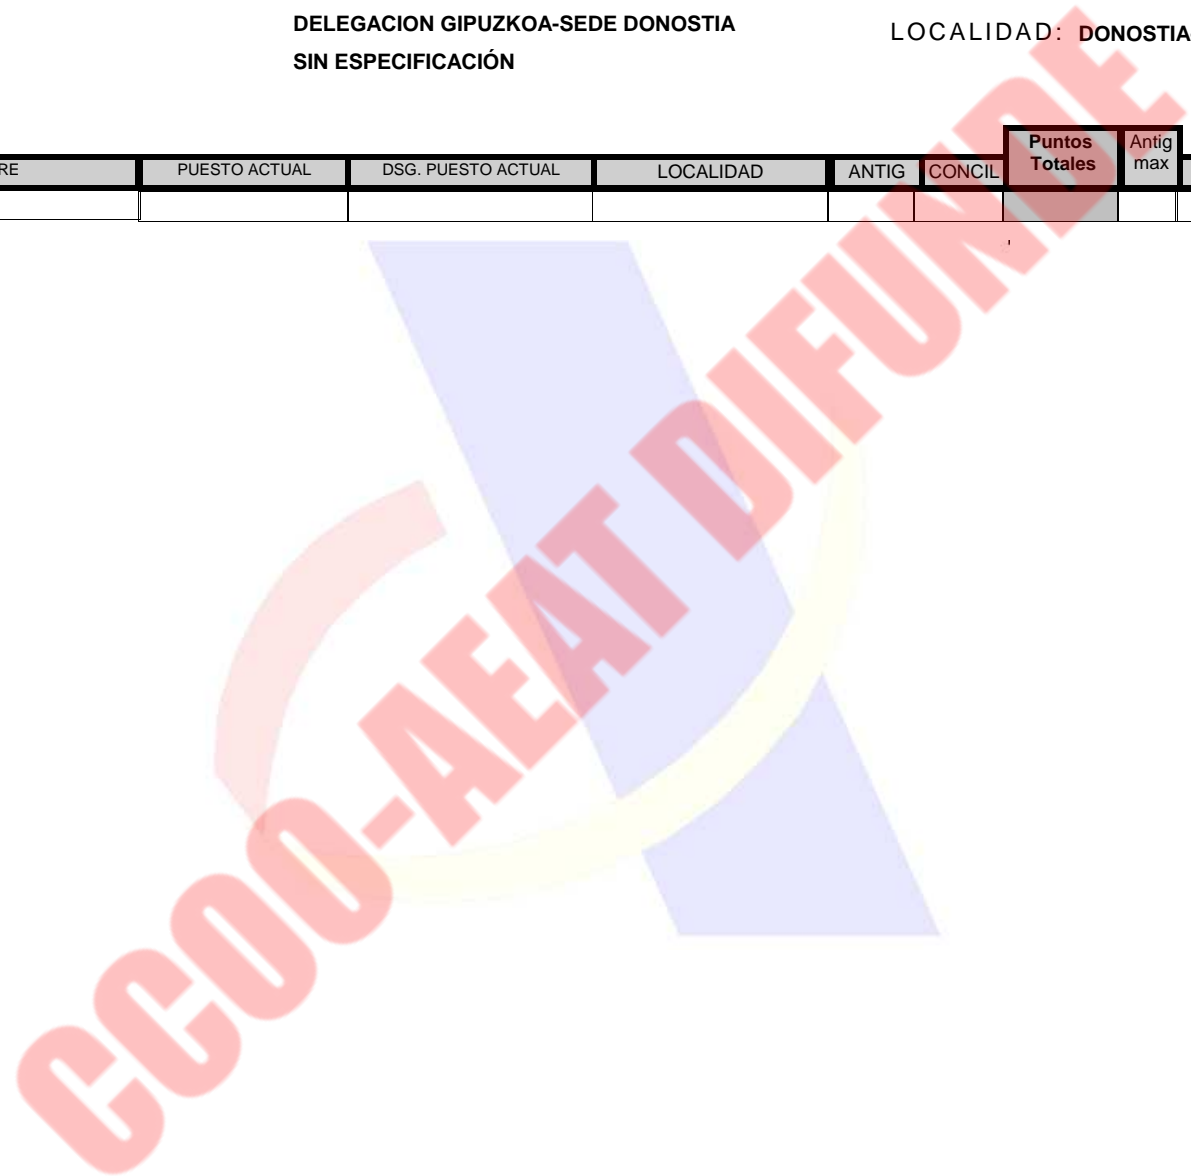 DELEGACION GIPUZKOA-SEDE DONOSTIA
LOCALIDAD: DONOSTIA
SIN ESPECIFICACIÓN
RE PUESTO ACTUAL DSG. PUESTO ACTUAL LOCALIDAD ANTIG CONCIL Puntos Totales Antig max
CCOO-AEAT DIFUNDE